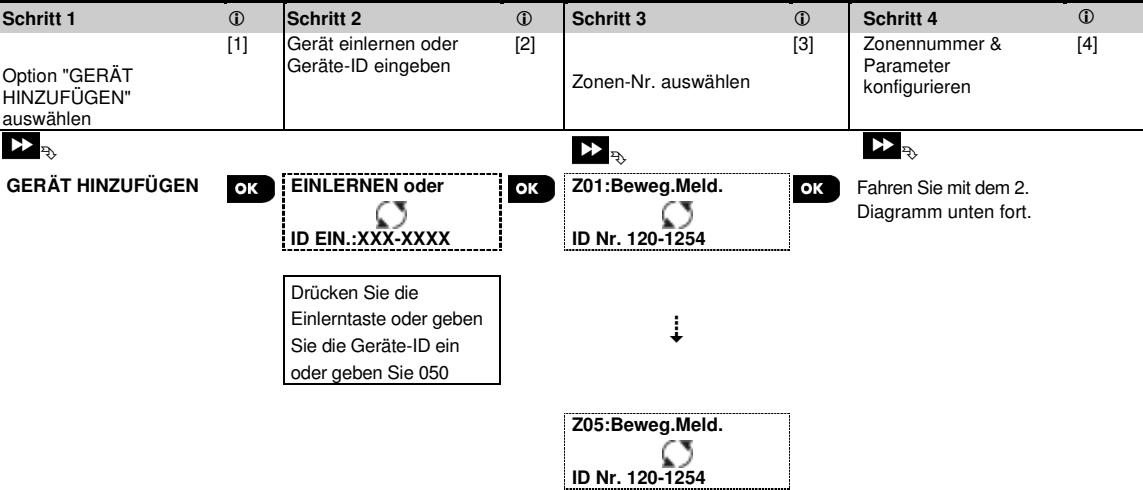 Schritt 1 ⓘ Schritt 2 ⓘ Schritt 3 ⓘ Schritt 4 ⓘ
[1]
Option "GERÄT
HINZUFÜGEN"
auswählen
Gerät einlernen oder
Geräte-ID eingeben
[2]
Zonen-Nr. auswählen
[3]
Zonennummer &
Parameter
konfigurieren
[4]
GERÄT HINZUFÜGEN
OK
EINLERNEN oder
ID EIN.:XXX-XXXX
OK
Z01:Beweg.Meld.
ID Nr. 120-1254
OK
Fahren Sie mit dem 2.
Diagramm unten fort.
Drücken Sie die
Einlerntaste oder geben
Sie die Geräte-ID ein
oder geben Sie 050
Z05:Beweg.Meld.
ID Nr. 120-1254